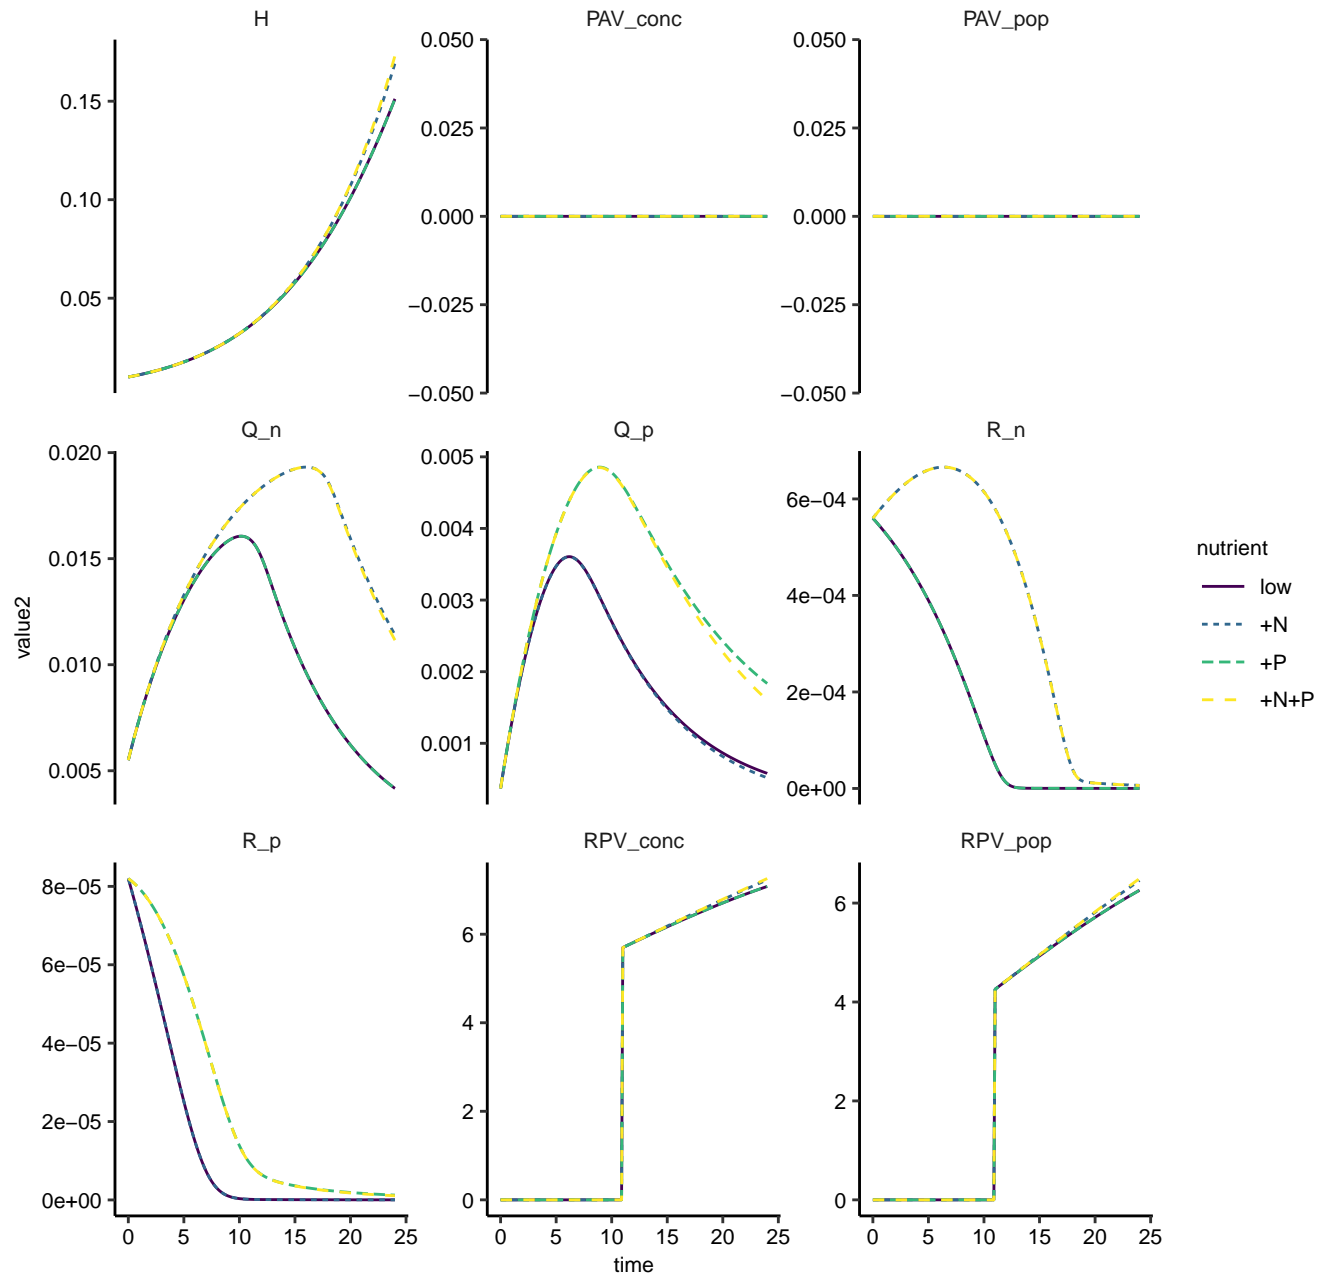 H
PAV_conc
PAV_pop
0.15
0.10
0.05
0.050
0.025
0.000
−0.025
−0.050
0.050
0.025
0.000
−0.025
−0.050
Q_n
Q_p
R_n
0.020
0.015
0.010
0.005
0.005
0.004
0.003
0.002
0.001
6e−04
4e−04
2e−04
0e+00
R_p
RPV_conc
RPV_pop
8e−05
6e−05
4e−05
2e−05
0e+00
6
4
2
0
6
4
2
0
0 5 10 15 20 25
0 5 10 15 20 25
0 5 10 15 20 25
time
value2
nutrient
low
+N
+P
+N+P